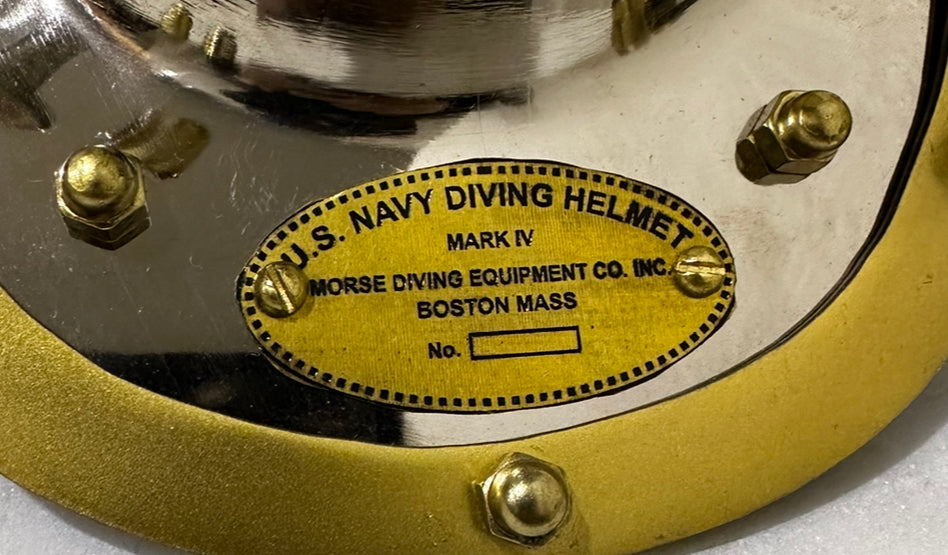 U.S. NAVY DIVING HELMET
MARK IV
MORSE DIVING EQUIPMENT CO. INC.
BOSTON MASS
No.